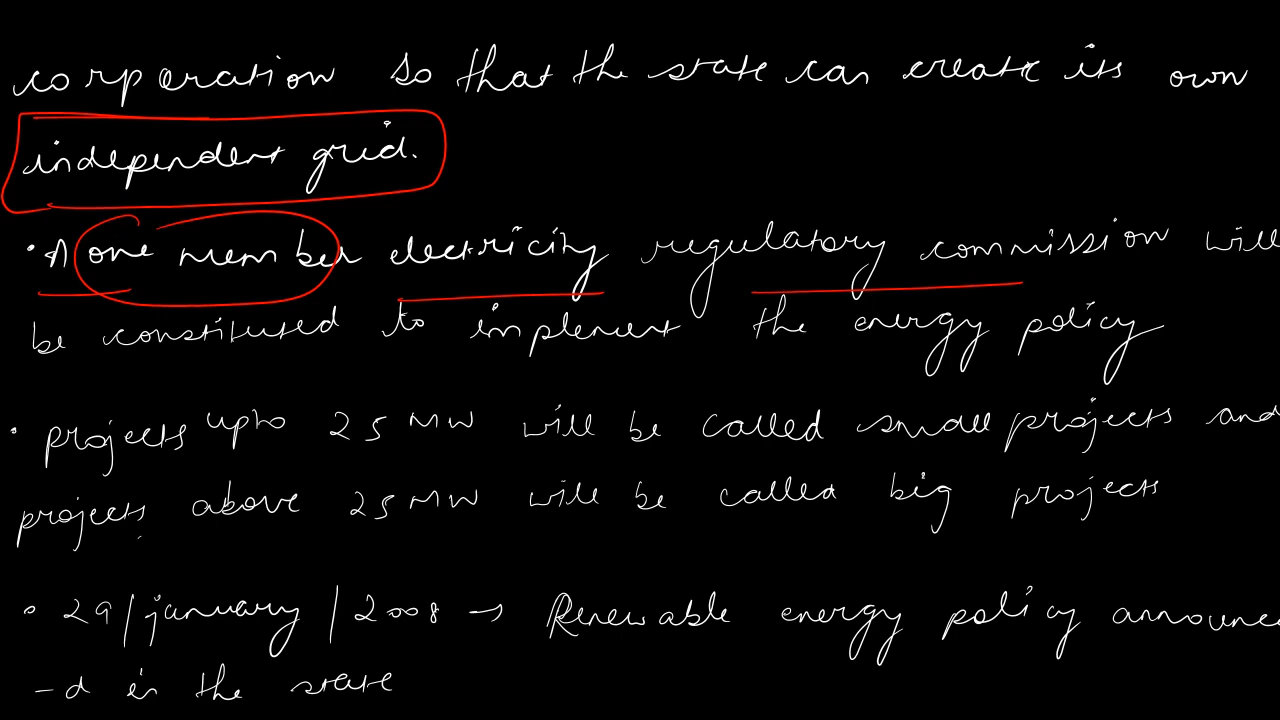 corporation so that the state can create its own
independent grid.
• A one member electricity regulatory commission will
be constituted to implement the energy policy
• projects upto 25 MW will be called small projects and
projects above 25 MW will be called big projects
• 29/january/2008 → Renewable energy policy announce
-d in the state